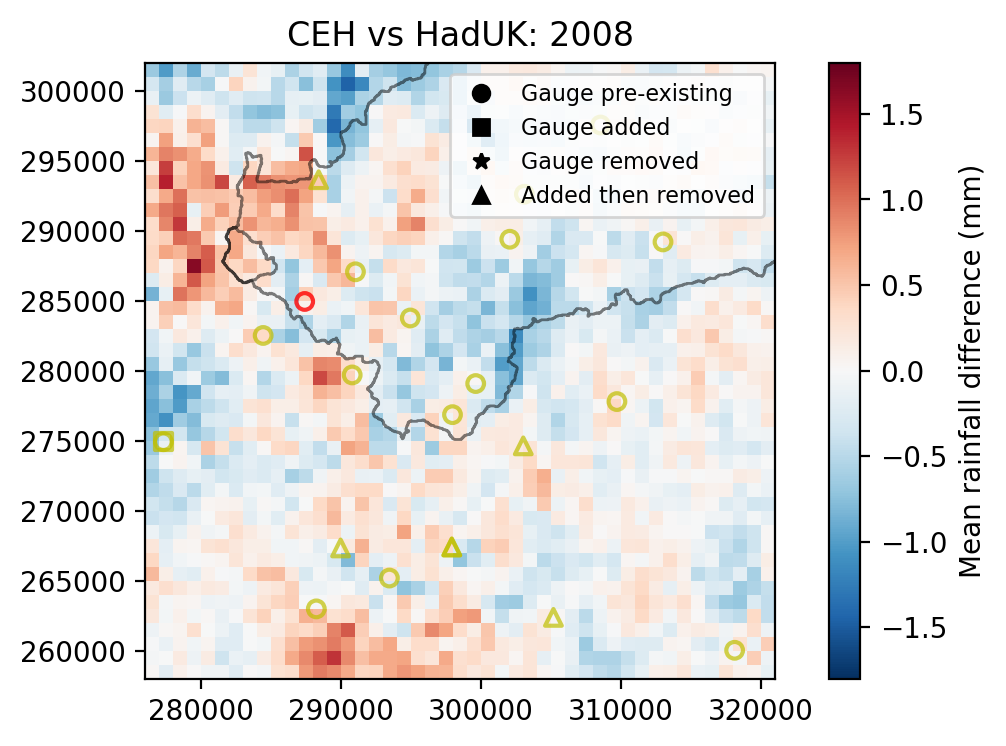 CEH vs HadUK: 2008
300000
295000
290000
285000
280000
275000
270000
265000
260000
280000 290000 300000 310000 320000
Gauge pre-existing
Gauge added
Gauge removed
Added then removed
1.5
1.0
0.5
0.0
−0.5
−1.0
−1.5
Mean rainfall difference (mm)